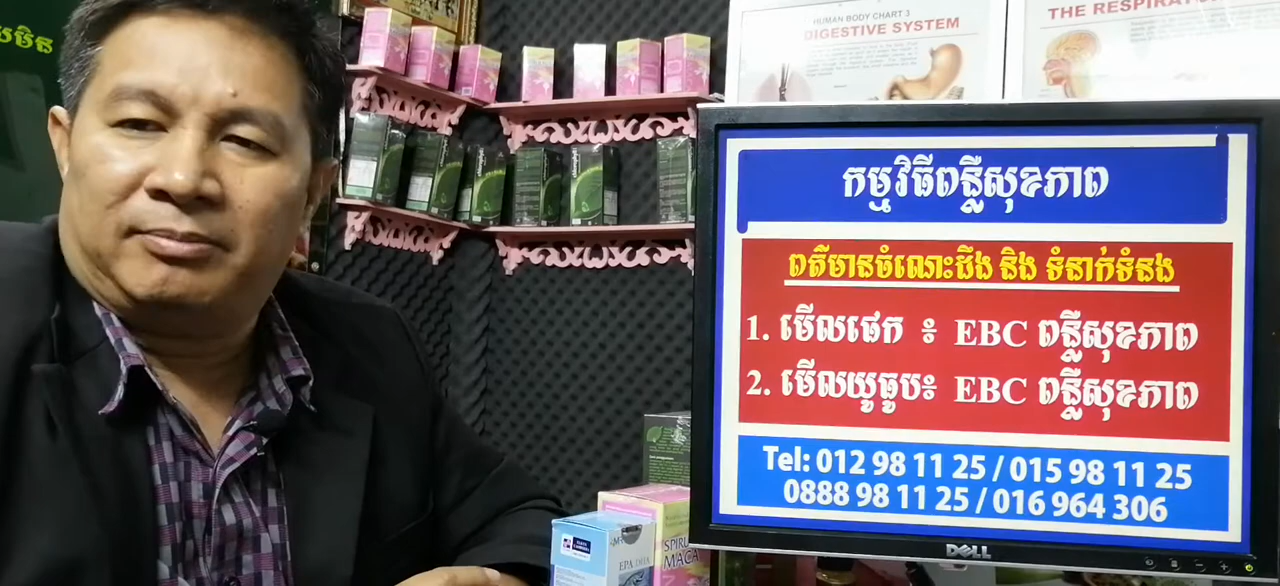 HUMAN BODY CHART 3
DIGESTIVE SYSTEM
THE RESPIRATOR
កម្មវិធីពន្លឺសុខភាព
ពត៌មានចំណេះដឹង និង ទំនាក់ទំនង
1. មើលផេក ៖ EBC ពន្លឺសុខភាព
2. មើលយូធូប៖ EBC ពន្លឺសុខភាព
Tel: 012 98 11 25 / 015 98 11 25
0888 98 11 25 / 016 964 306
DELL
EPA DHA
SPIRU
MACA